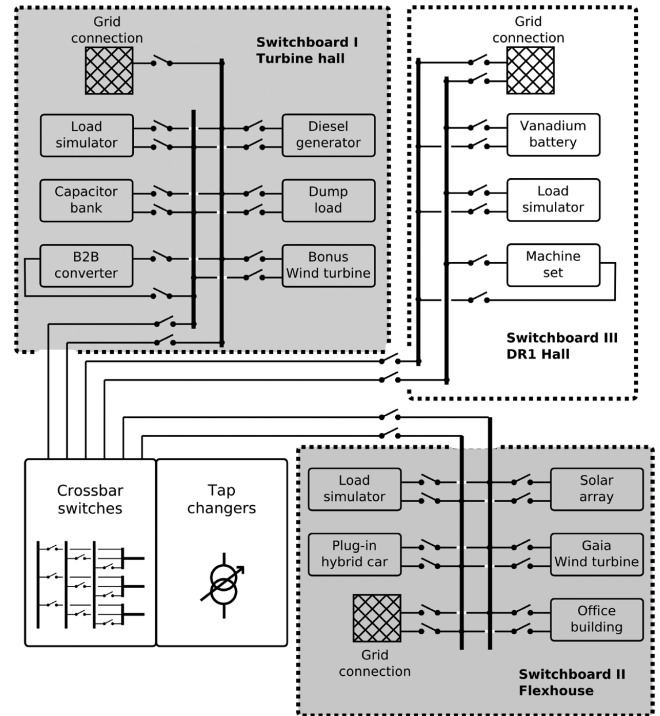 Grid
connection
Switchboard I
Turbine hall
Load
simulator
Diesel
generator
Capacitor
bank
Dump
load
B2B
converter
Bonus
Wind turbine
Grid
connection
Vanadium
battery
Load
simulator
Machine
set
Switchboard III
DR1 Hall
Crossbar
switches
Tap
changers
Load
simulator
Solar
array
Plug-in
hybrid car
Gaia
Wind turbine
Office
building
Grid
connection
Switchboard II
Flexhouse